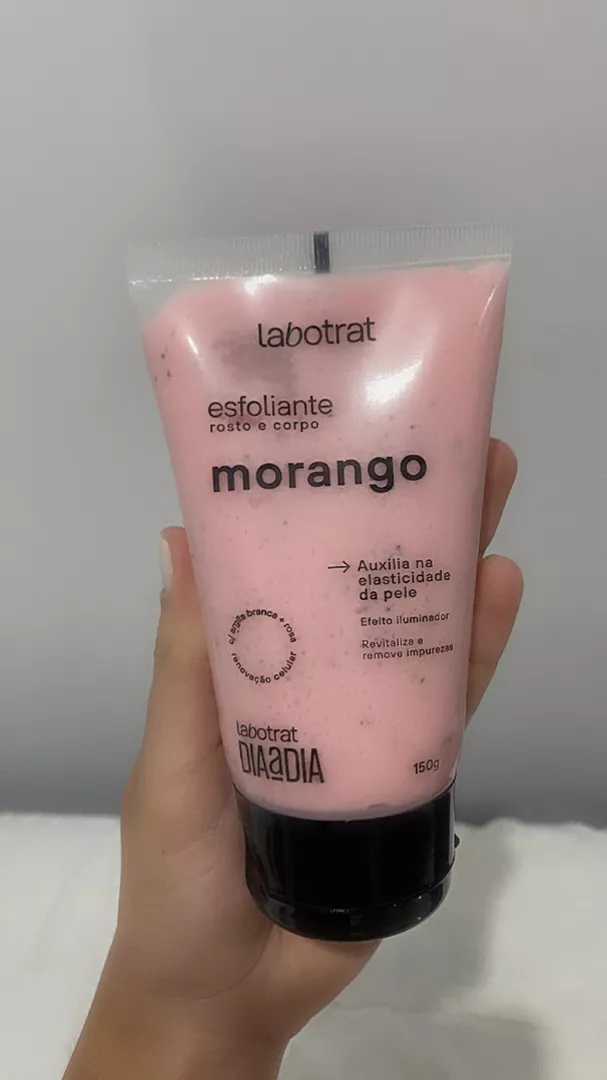 labotrat
esfoliante
rosto e corpo
morango
→ Auxilia na
elasticidade
da pele
Efeito iluminador
Revitaliza e
remove impurezas
c/ argila branca + rosa
renovação celular
labotrat
DIAaDIA
150g